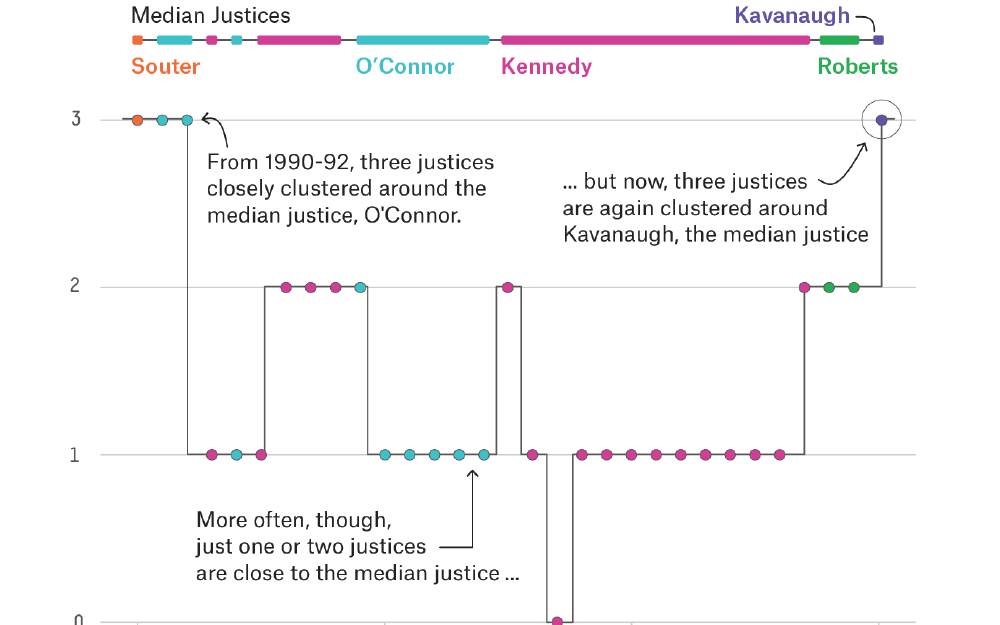 Median Justices
Kavanaugh
Souter
O’Connor
Kennedy
Roberts
3
From 1990-92, three justices
closely clustered around the
median justice, O'Connor.
... but now, three justices
are again clustered around
Kavanaugh, the median justice
2
1
More often, though,
just one or two justices
are close to the median justice ...
0